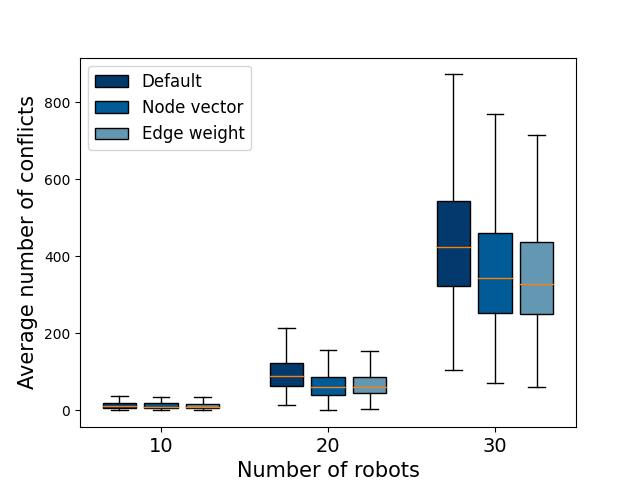 Default
Node vector
Edge weight
Average number of conflicts
800
600
400
200
0
10 20 30
Number of robots